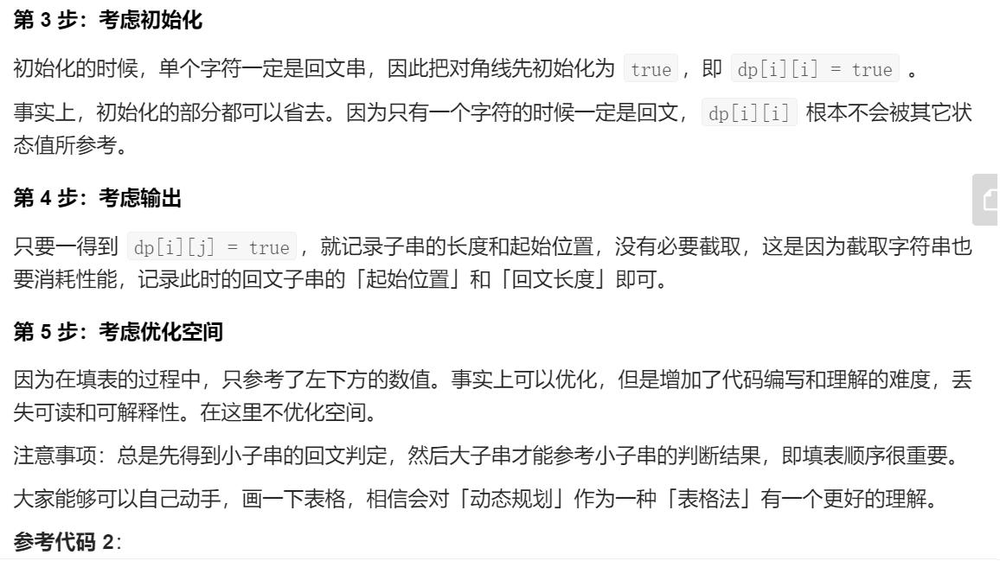 第 3 步：考虑初始化
初始化的时候，单个字符一定是回文串，因此把对角线先初始化为 true ，即 dp[i][i] = true 。
事实上，初始化的部分都可以省去。因为只有一个字符的时候一定是回文， dp[i][i] 根本不会被其它状
态值所参考。
第 4 步：考虑输出
只要一得到 dp[i][j] = true ，就记录子串的长度和起始位置，没有必要截取，这是因为截取字符串也
要消耗性能，记录此时的回文子串的「起始位置」和「回文长度」即可。
第 5 步：考虑优化空间
因为在填表的过程中，只参考了左下方的数值。事实上可以优化，但是增加了代码编写和理解的难度，丢
失可读和可解释性。在这里不优化空间。
注意事项：总是先得到小子串的回文判定，然后大子串才能参考小子串的判断结果，即填表顺序很重要。
大家能够可以自己动手，画一下表格，相信会对「动态规划」作为一种「表格法」有一个更好的理解。
参考代码 2：